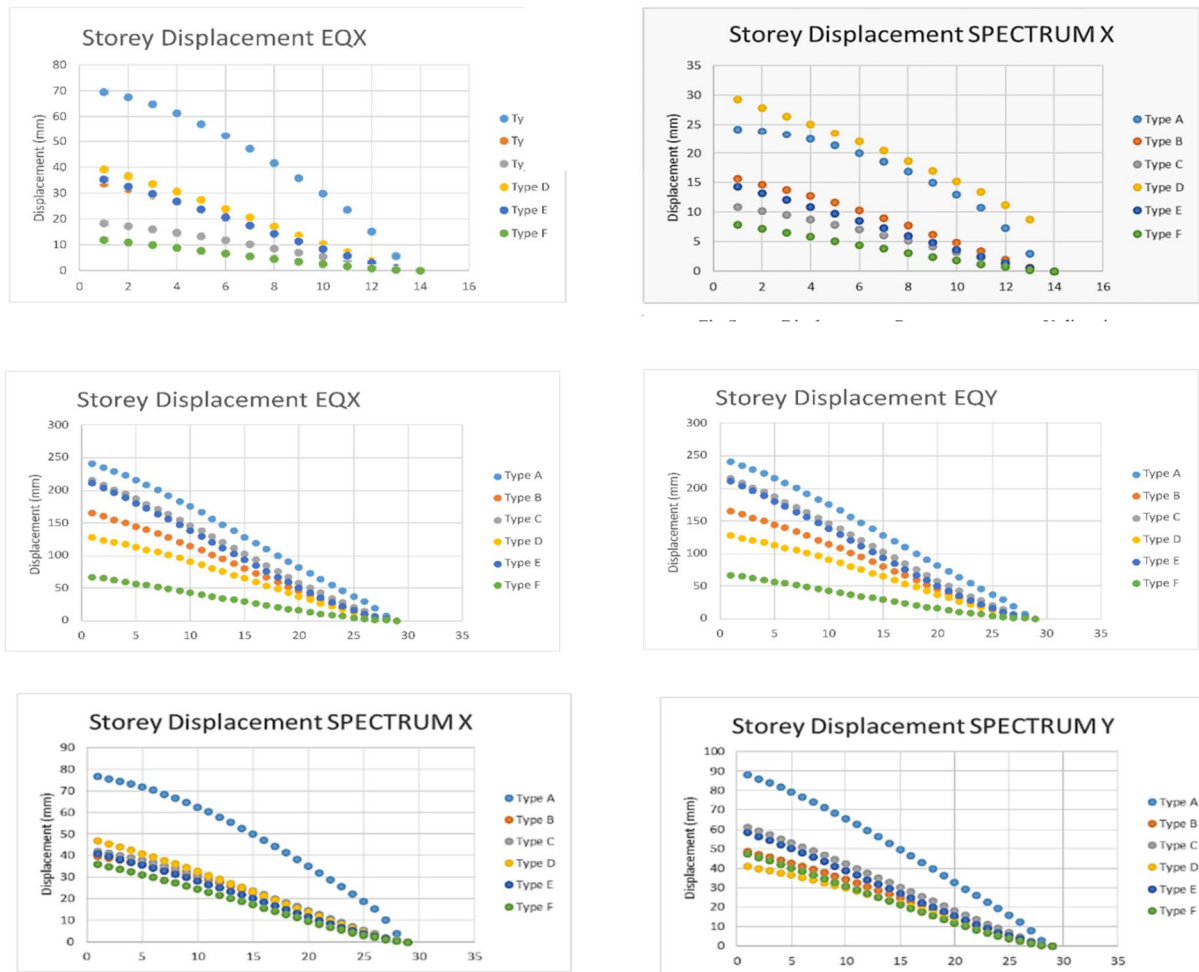 Storey Displacement EQX
Displacement (mm)
80
70
60
50
40
30
20
10
0
0 2 4 6 8 10 12 14 16
Ty
Ty
Ty
Type D
Type E
Type F
Storey Displacement SPECTRUM X
Displacement (mm)
35
30
25
20
15
10
5
0
0 2 4 6 8 10 12 14 16
Type A
Type B
Type C
Type D
Type E
Type F
Storey Displacement EQX
Displacement (mm)
300
250
200
150
100
50
0
0 5 10 15 20 25 30 35
Type A
Type B
Type C
Type D
Type E
Type F
Storey Displacement EQY
Displacement (mm)
300
250
200
150
100
50
0
0 5 10 15 20 25 30 35
Type A
Type B
Type C
Type D
Type E
Type F
Storey Displacement SPECTRUM X
Displacement (mm)
90
80
70
60
50
40
30
20
10
0
0 5 10 15 20 25 30 35
Type A
Type B
Type C
Type D
Type E
Type F
Storey Displacement SPECTRUM Y
Displacement (mm)
100
90
80
70
60
50
40
30
20
10
0
0 5 10 15 20 25 30 35
Type A
Type B
Type C
Type D
Type E
Type F